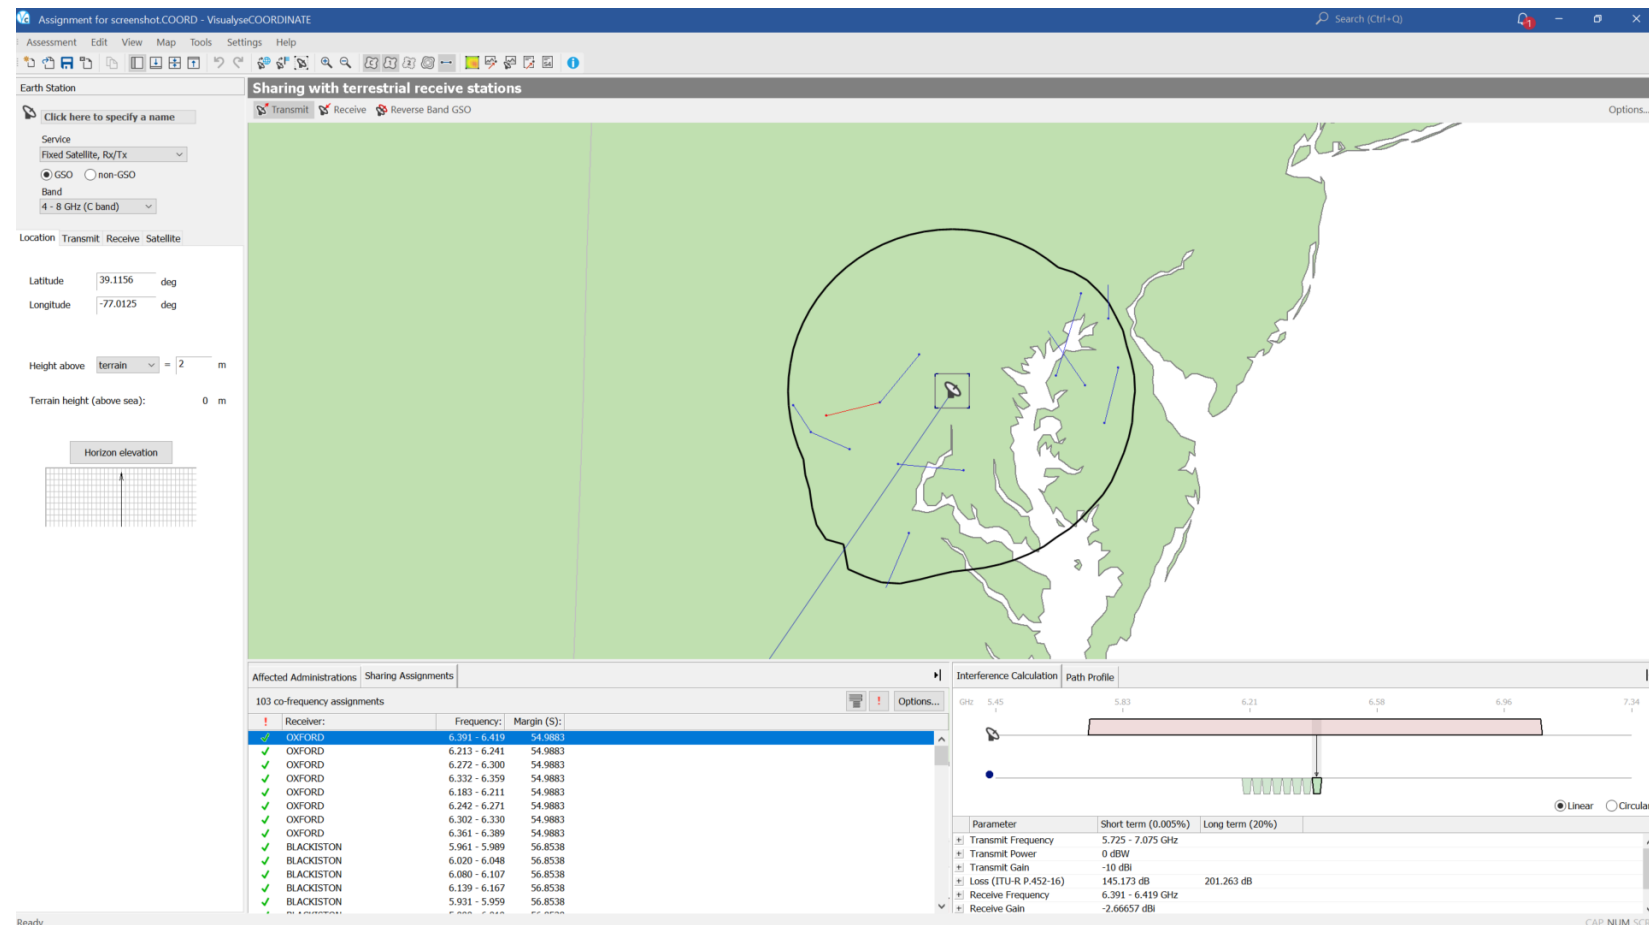 Assignment for screenshot.COORD - VisualyseCOORDINATE
Search (Ctrl+Q)
1
Assessment Edit View Map Tools Settings Help
Earth Station
Sharing with terrestrial receive stations
Click here to specify a name
Transmit Receive Reverse Band GSO
Options...
Service
Fixed Satellite, Rx/Tx
GSO non-GSO
Band
4 - 8 GHz (C band)
Location Transmit Receive Satellite
Latitude 39.1156 deg
Longitude -77.0125 deg
Height above terrain = 2 m
Terrain height (above sea): 0 m
Horizon elevation
Affected Administrations Sharing Assignments
103 co-frequency assignments
! Options...
! Receiver: Frequency: Margin (S):
OXFORD 6.391 - 6.419 54.9883
OXFORD 6.213 - 6.241 54.9883
OXFORD 6.272 - 6.300 54.9883
OXFORD 6.332 - 6.359 54.9883
OXFORD 6.183 - 6.211 54.9883
OXFORD 6.242 - 6.271 54.9883
OXFORD 6.302 - 6.330 54.9883
OXFORD 6.361 - 6.389 54.9883
BLACKISTON 5.961 - 5.989 56.8538
BLACKISTON 6.020 - 6.048 56.8538
BLACKISTON 6.080 - 6.107 56.8538
BLACKISTON 6.139 - 6.167 56.8538
BLACKISTON 5.931 - 5.959 56.8538
Interference Calculation Path Profile
GHz 5.45 5.83 6.21 6.58 6.96 7.34
Linear Circular
Parameter Short term (0.005%) Long term (20%)
Transmit Frequency 5.725 - 7.075 GHz
Transmit Power 0 dBW
Transmit Gain -10 dBi
Loss (ITU-R P.452-16) 145.173 dB 201.263 dB
Receive Frequency 6.391 - 6.419 GHz
Receive Gain -2.66657 dBi
Ready
CAP NUM SCR